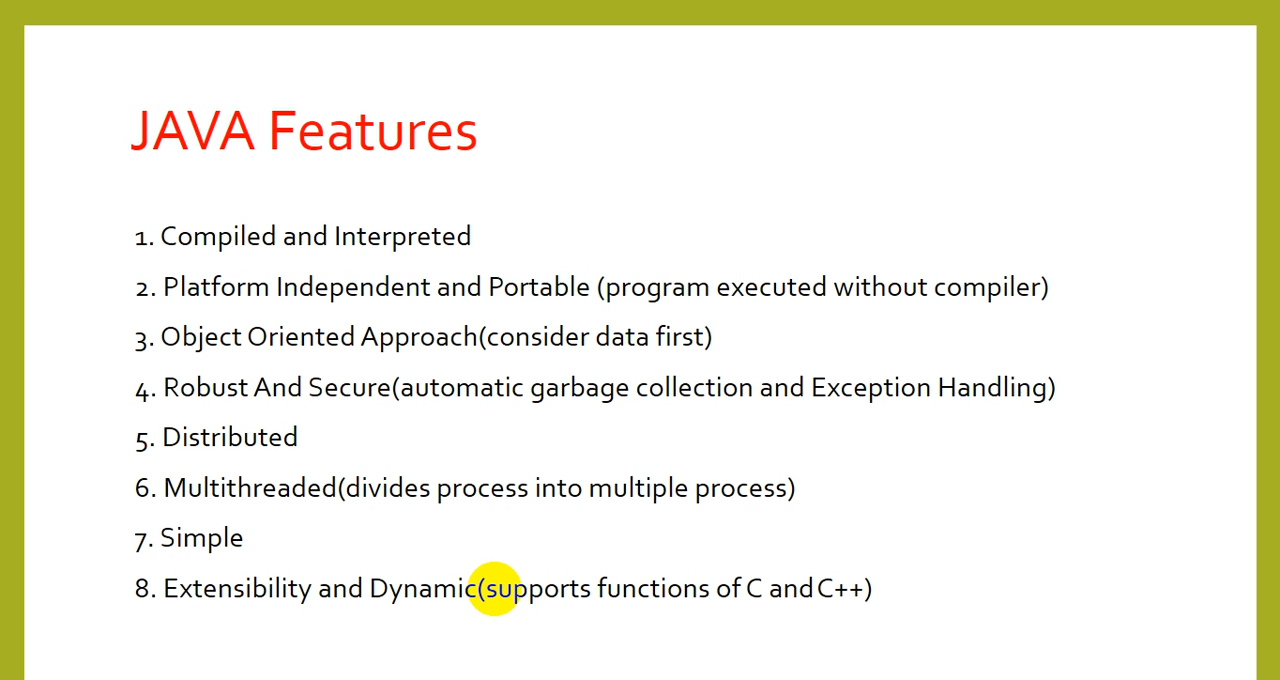 JAVA Features
1. Compiled and Interpreted
2. Platform Independent and Portable (program executed without compiler)
3. Object Oriented Approach(consider data first)
4. Robust And Secure(automatic garbage collection and Exception Handling)
5. Distributed
6. Multithreaded(divides process into multiple process)
7. Simple
8. Extensibility and Dynamic(supports functions of C and C++)